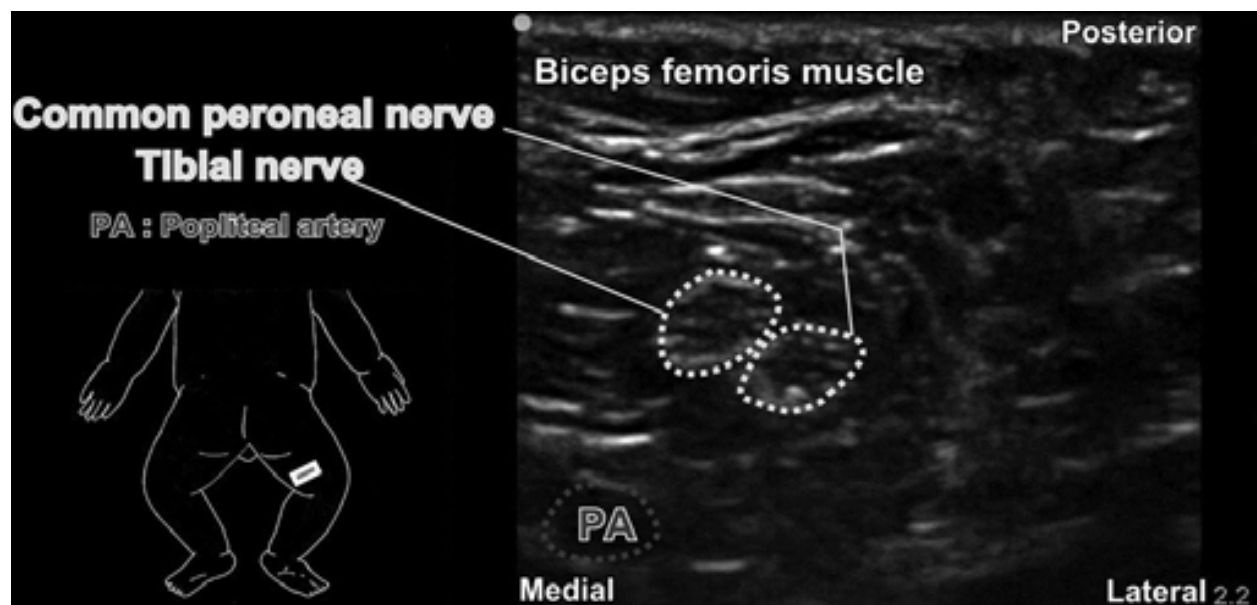 Posterior
Biceps femoris muscle
Common peroneal nerve
Tibial nerve
PA : Popliteal artery
PA
Medial
Lateral 2.2